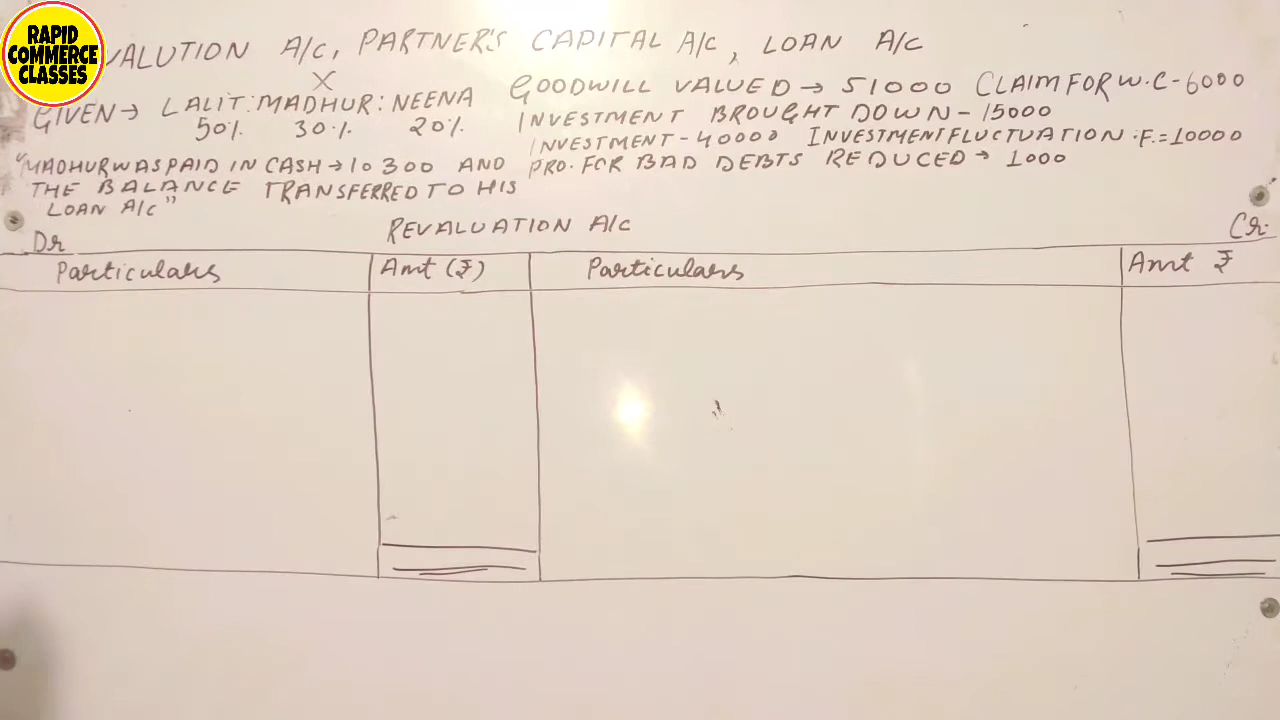 RAPID
COMMERCE
CLASSES
VALUTION A/C, PARTNER'S CAPITAL A/C, LOAN A/C
X
GIVEN → LALIT:MADHUR:NEENA
50% 30% 20%
"MADHUR WAS PAID IN CASH → 10300 AND
THE BALANCE TRANSFERRED TO HIS
LOAN A/C"
GOODWILL VALUED → 51000 CLAIM FOR W.C - 6000
INVESTMENT BROUGHT DOWN - 15000
INVESTMENT - 40000 INVESTMENT FLUCTUATION.F. = 10000
PRO. FOR BAD DEBTS REDUCED → 1000
REVALUATION A/C
Dr Cr.
Particulars Amt (₹) Particulars Amt ₹